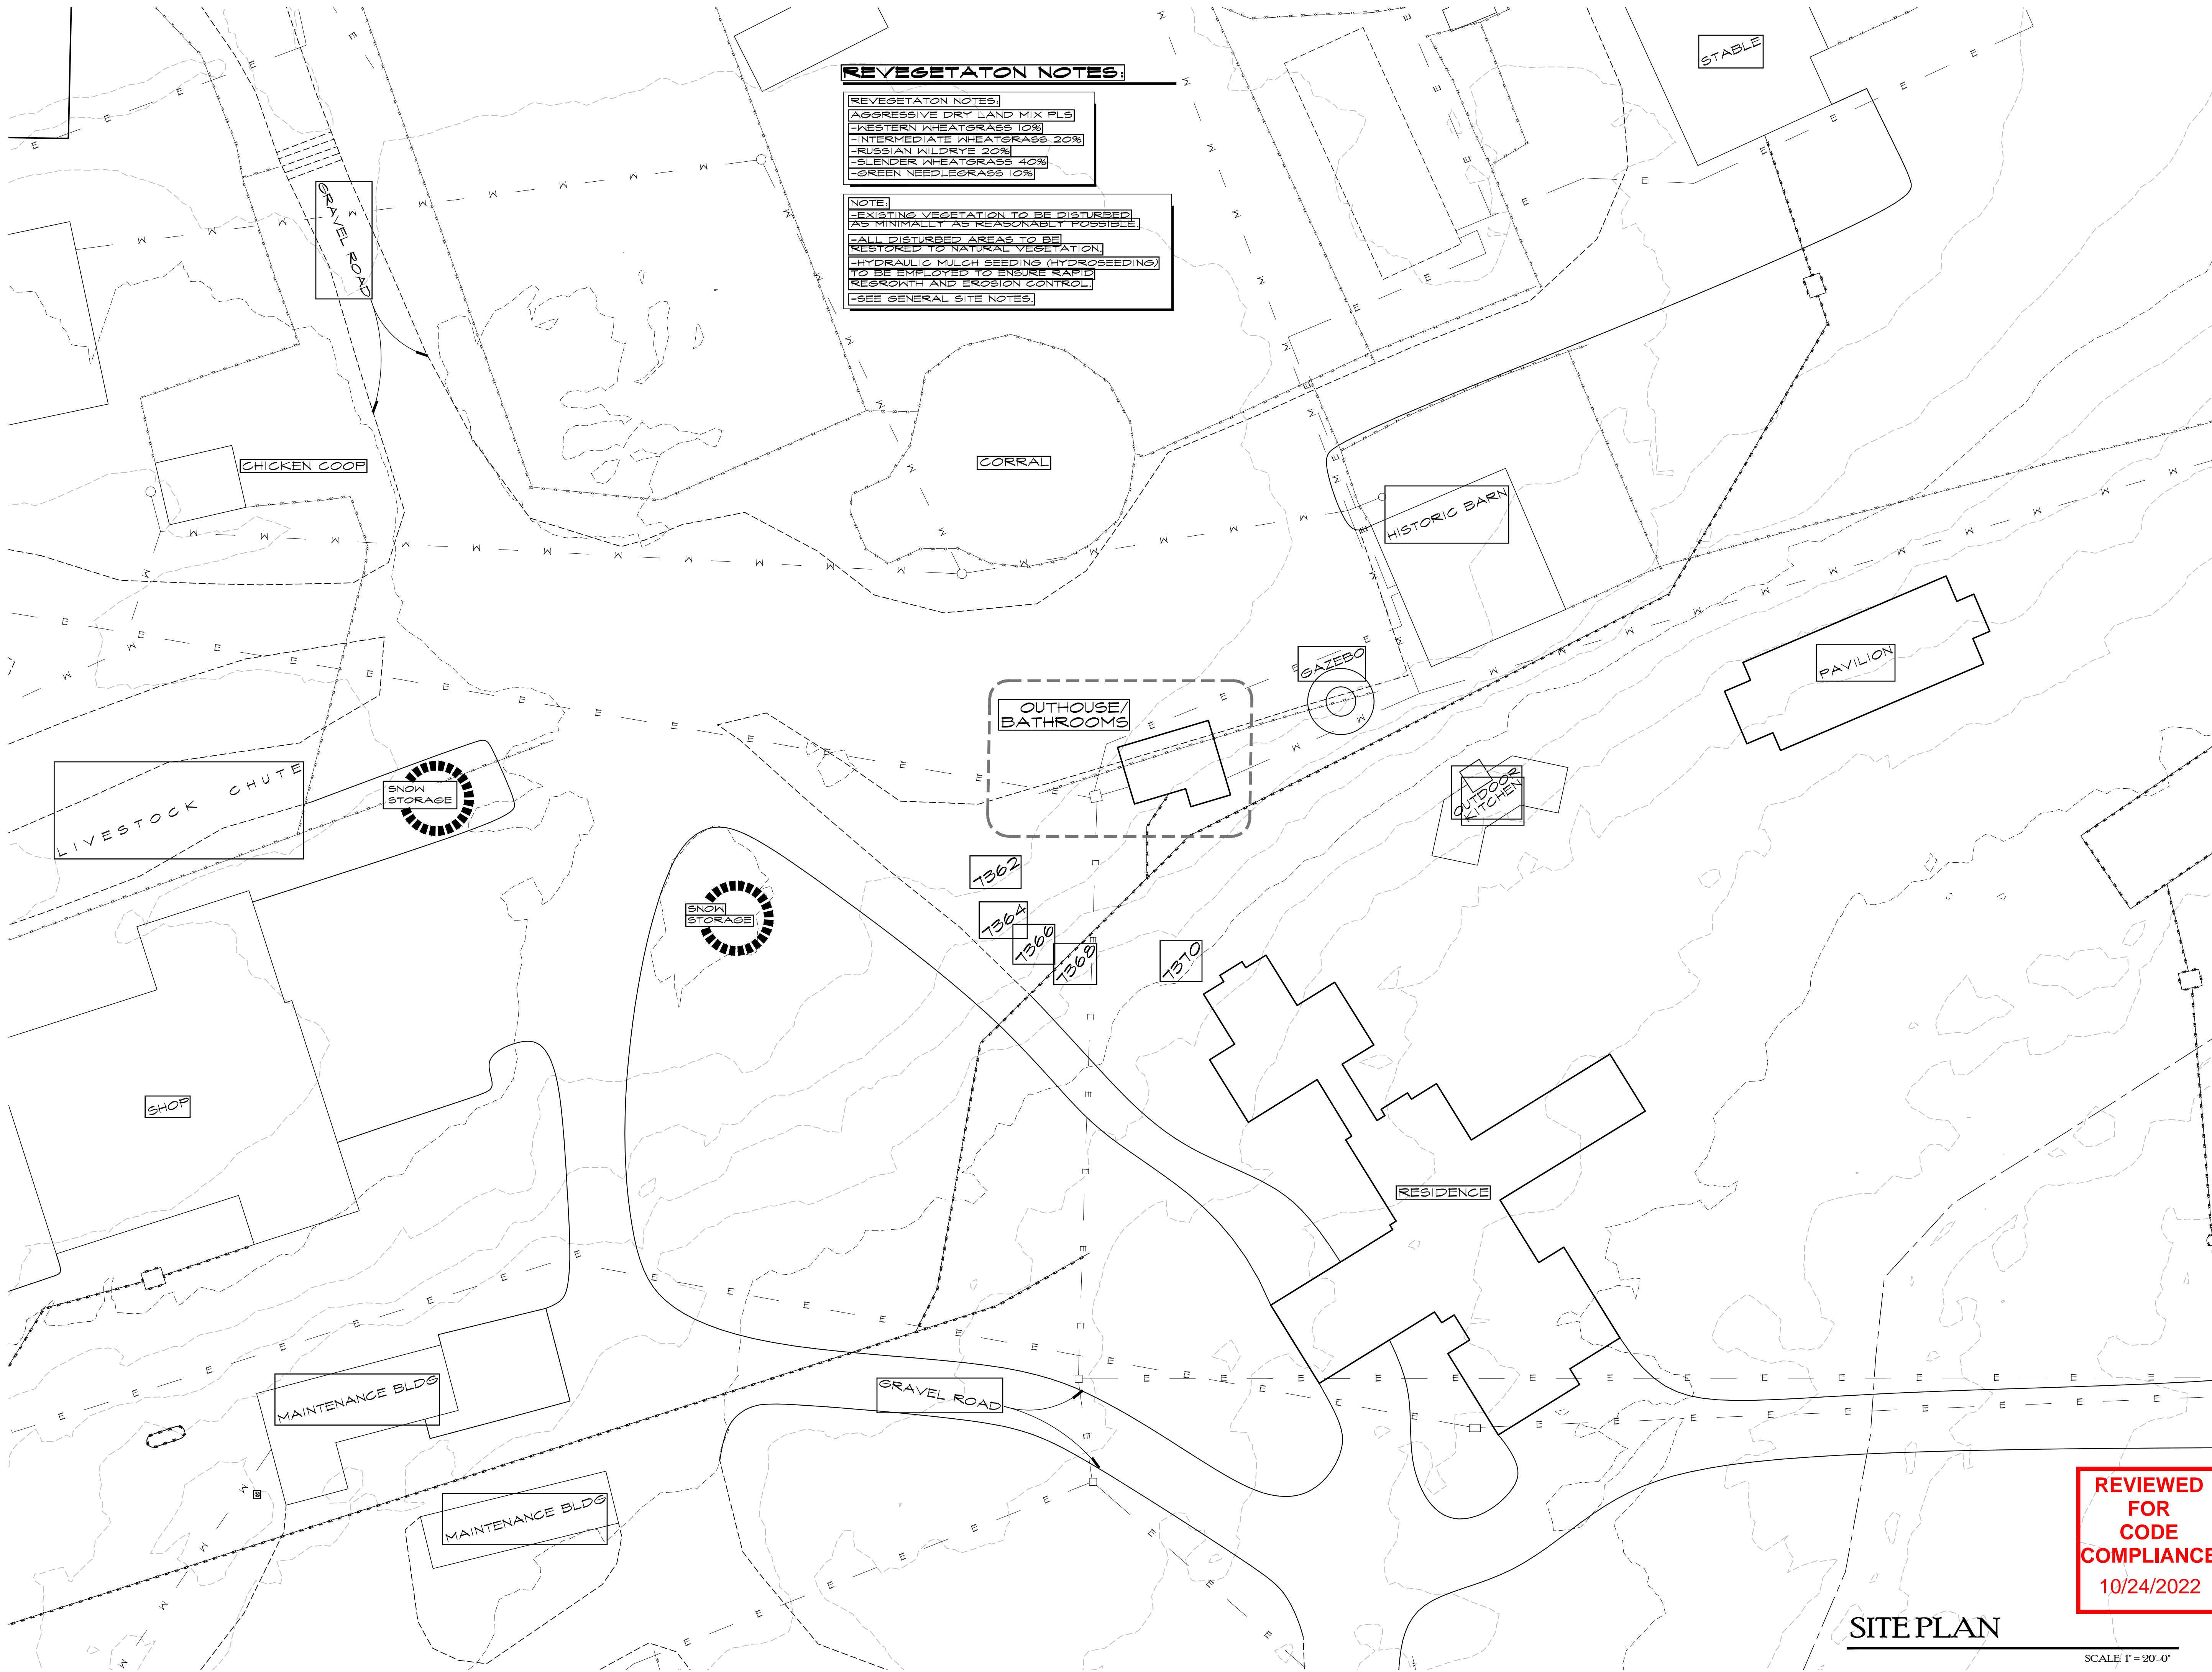 REVEGETATON NOTES:
REVEGETATON NOTES:
AGGRESSIVE DRY LAND MIX PLS
-WESTERN WHEATGRASS 10%
-INTERMEDIATE WHEATGRASS 20%
-RUSSIAN WILDRYE 20%
-SLENDER WHEATGRASS 40%
-GREEN NEEDLEGRASS 10%
NOTE:
-EXISTING VEGETATION TO BE DISTURBED
AS MINIMALLY AS REASONABLY POSSIBLE.
-ALL DISTURBED AREAS TO BE
RESTORED TO NATURAL VEGETATION.
-HYDRAULIC MULCH SEEDING (HYDROSEEDING)
TO BE EMPLOYED TO ENSURE RAPID
REGROWTH AND EROSION CONTROL.
-SEE GENERAL SITE NOTES.
STABLE
GRAVEL ROAD
CHICKEN COOP
CORRAL
HISTORIC BARN
GAZEBO
PAVILION
OUTHOUSE/
BATHROOMS
LIVESTOCK CHUTE
SNOW
STORAGE
OUTDOOR
KITCHEN
7362
7364
7366
7368
7370
SNOW
STORAGE
SHOP
RESIDENCE
MAINTENANCE BLDG
GRAVEL ROAD
MAINTENANCE BLDG
REVIEWED
FOR
CODE
COMPLIANCE
10/24/2022
SITE PLAN
SCALE: 1" = 20'-0"